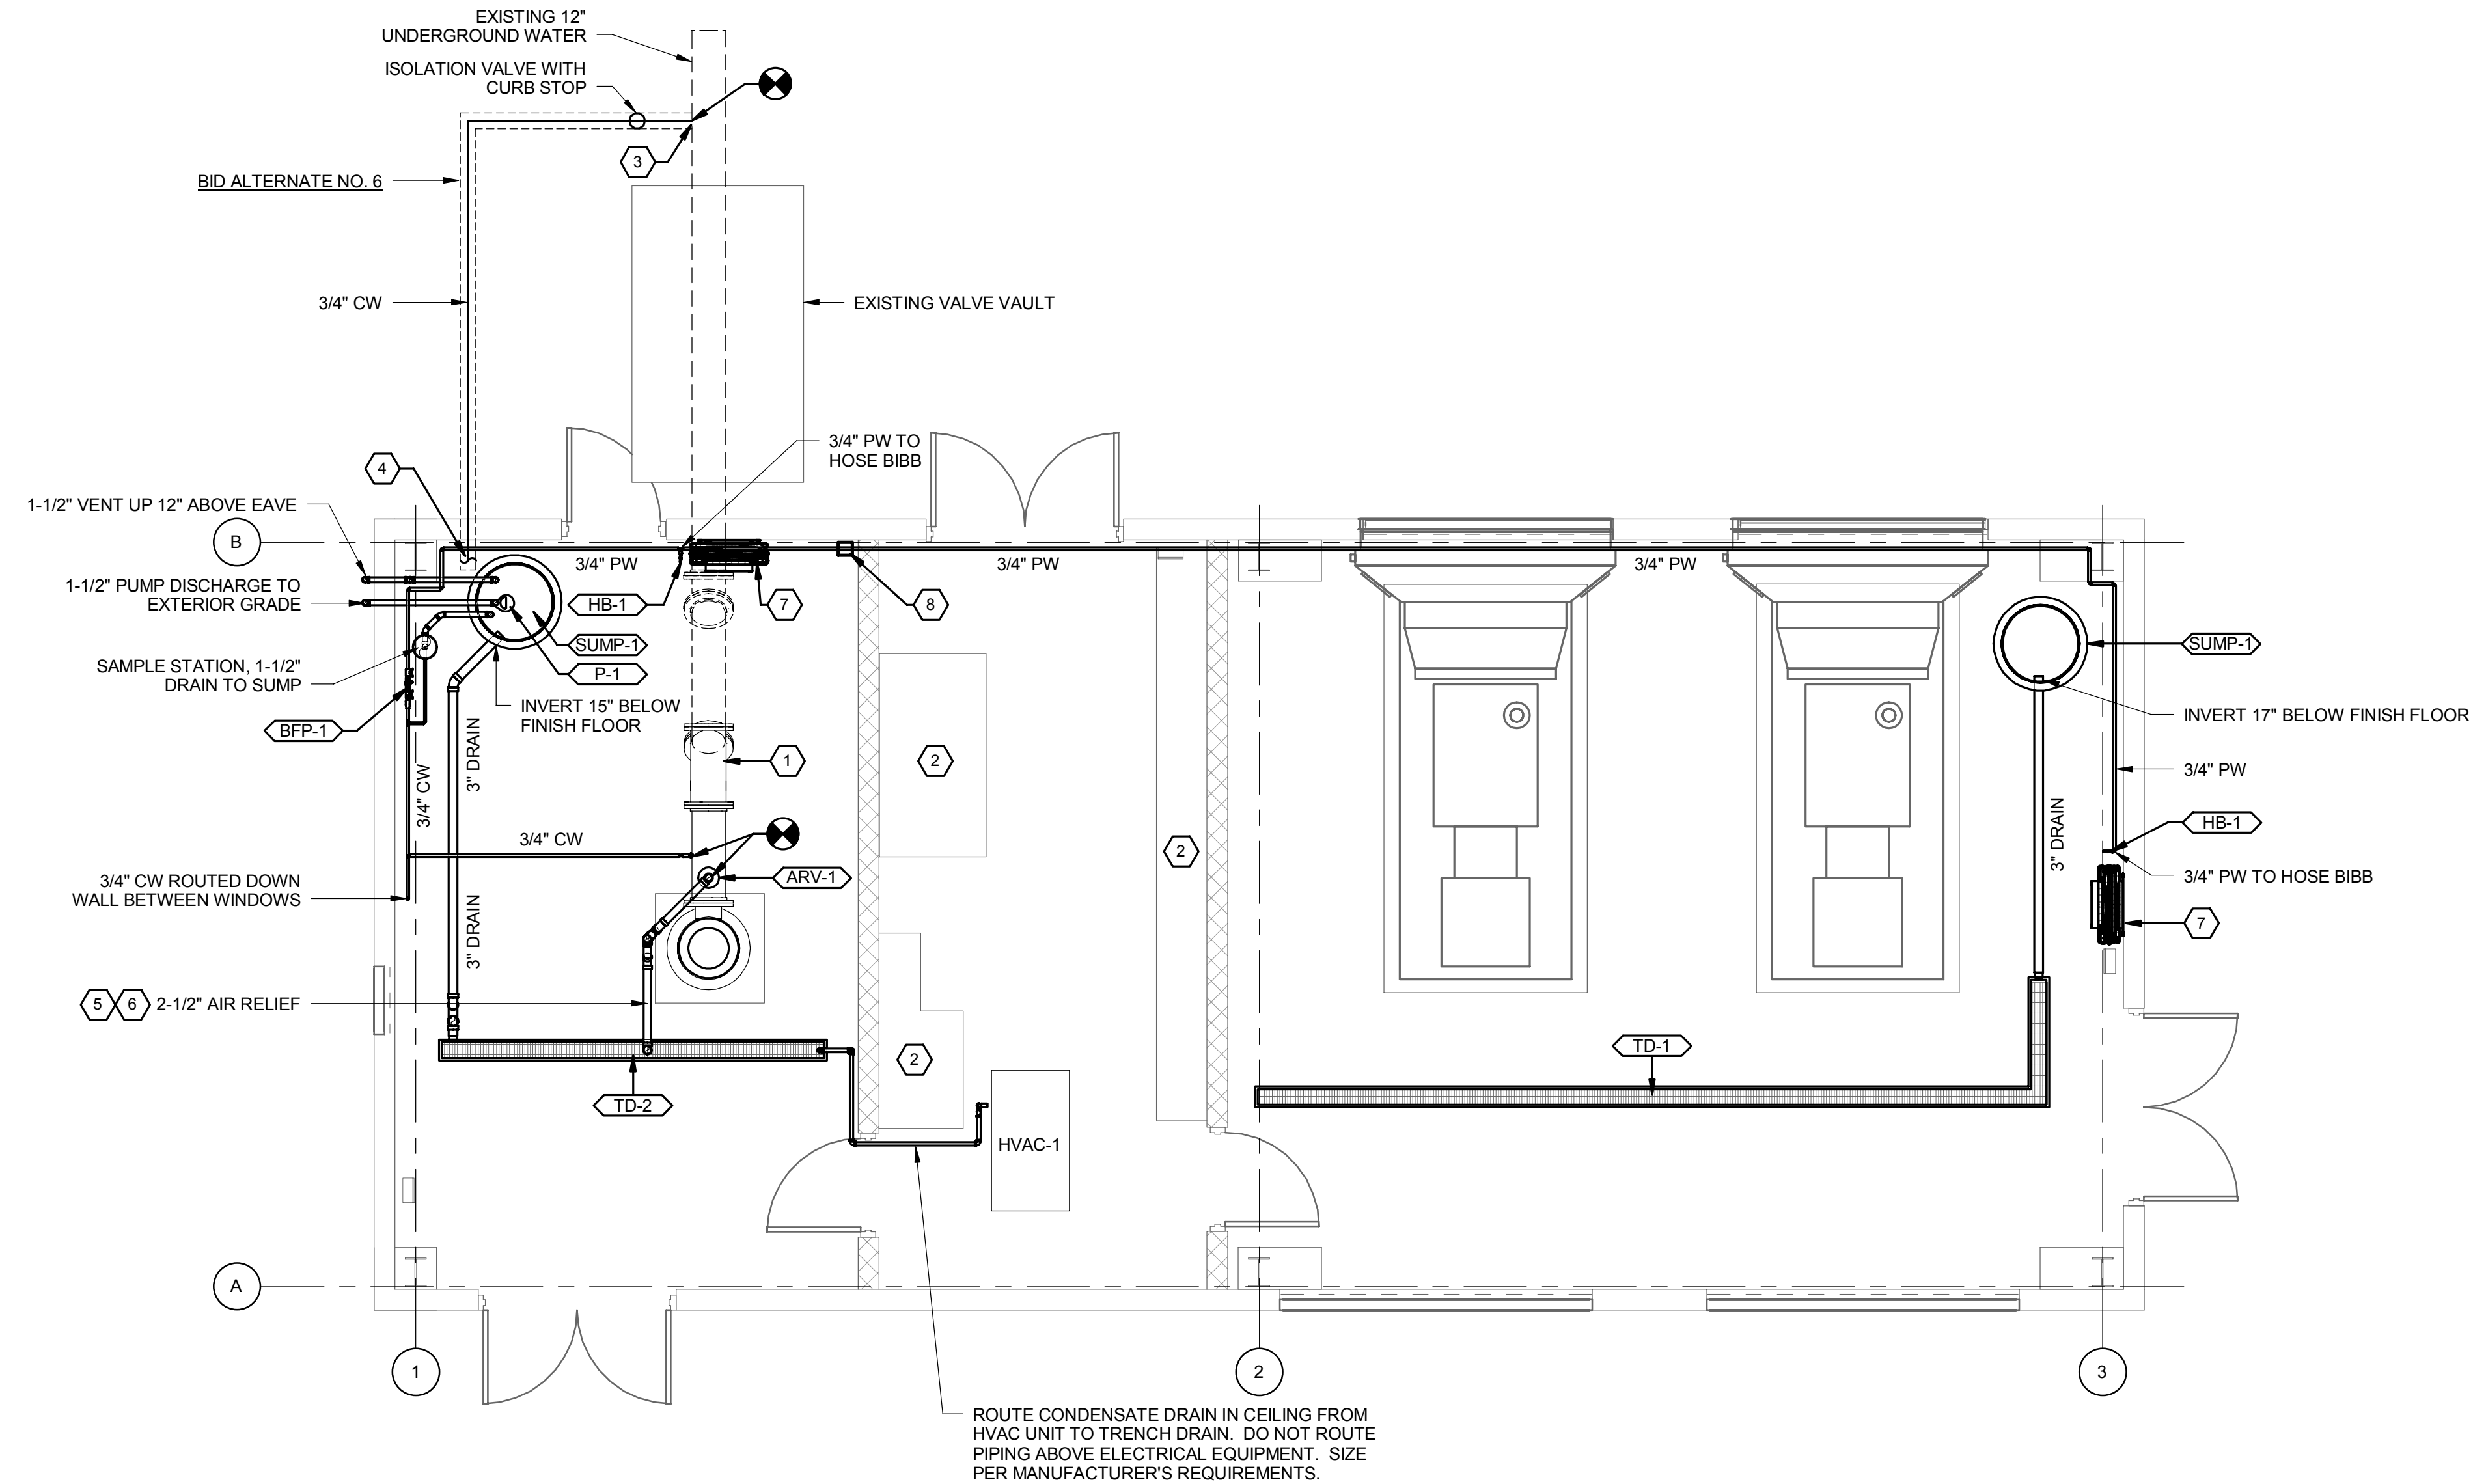 EXISTING 12"
UNDERGROUND WATER
ISOLATION VALVE WITH
CURB STOP
3
BID ALTERNATE NO. 6
3/4" CW
EXISTING VALVE VAULT
3/4" PW TO
HOSE BIBB
4
1-1/2" VENT UP 12" ABOVE EAVE
B
3/4" PW
3/4" PW
3/4" PW
1-1/2" PUMP DISCHARGE TO
EXTERIOR GRADE
HB-1
7
8
SUMP-1
P-1
SUMP-1
SAMPLE STATION, 1-1/2"
DRAIN TO SUMP
BFP-1
INVERT 15" BELOW
FINISH FLOOR
INVERT 17" BELOW FINISH FLOOR
3" DRAIN
1
2
3/4" PW
3/4" CW
3/4" CW
2
HB-1
3" DRAIN
3/4" CW ROUTED DOWN
WALL BETWEEN WINDOWS
ARV-1
3/4" PW TO HOSE BIBB
7
3" DRAIN
5
6
2-1/2" AIR RELIEF
2
TD-1
TD-2
HVAC-1
A
1
2
3
ROUTE CONDENSATE DRAIN IN CEILING FROM
HVAC UNIT TO TRENCH DRAIN. DO NOT ROUTE
PIPING ABOVE ELECTRICAL EQUIPMENT. SIZE
PER MANUFACTURER'S REQUIREMENTS.